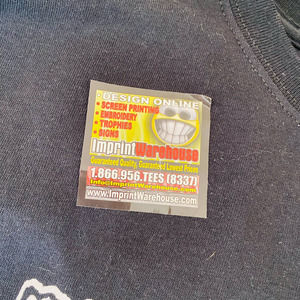 DESIGN ONLINE
• SCREEN PRINTING
• EMBROIDERY
• TROPHIES
• SIGNS
ImprintWarehouse
Guaranteed Quality, Guaranteed Lowest Prices
1.866.956.TEES (8337)
Info@ImprintWarehouse.com
www.ImprintWarehouse.com